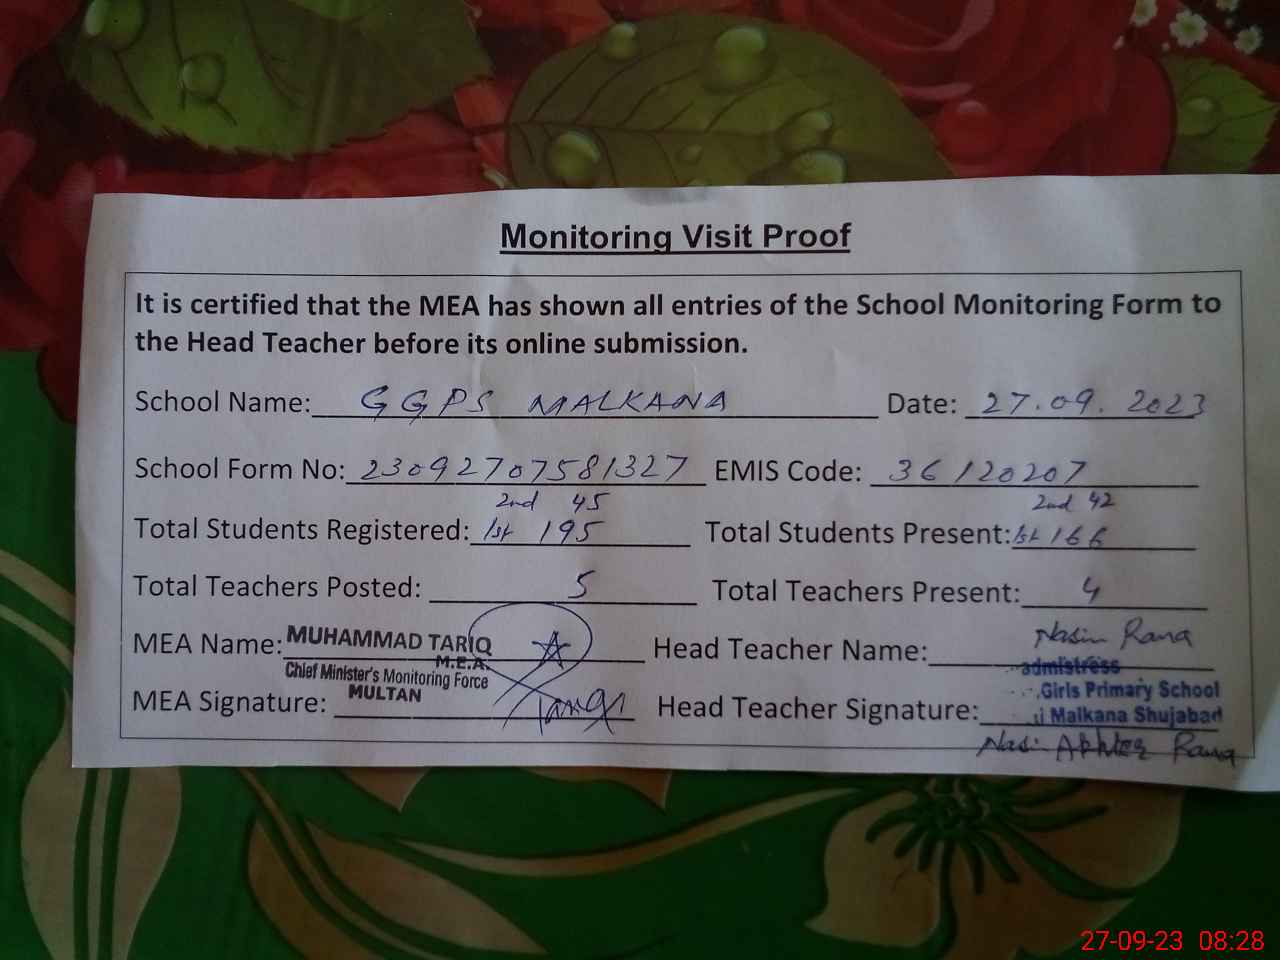 Monitoring Visit Proof
It is certified that the MEA has shown all entries of the School Monitoring Form to
the Head Teacher before its online submission.
School Name: GGPS MALKANA Date: 27.09.2023
School Form No: 23092707581327 EMIS Code: 36120207
2nd 45 2nd 42
Total Students Registered: 1st 195 Total Students Present: 1st 166
Total Teachers Posted: 5 Total Teachers Present: 4
MEA Name: MUHAMMAD TARIQ Head Teacher Name: Nasim Rana
M.E.A.
Chief Minister's Monitoring Force
MULTAN
admistress
Girls Primary School
MEA Signature: Head Teacher Signature:
Malkana Shujabad
Akhter Rana
27-09-23 08:28